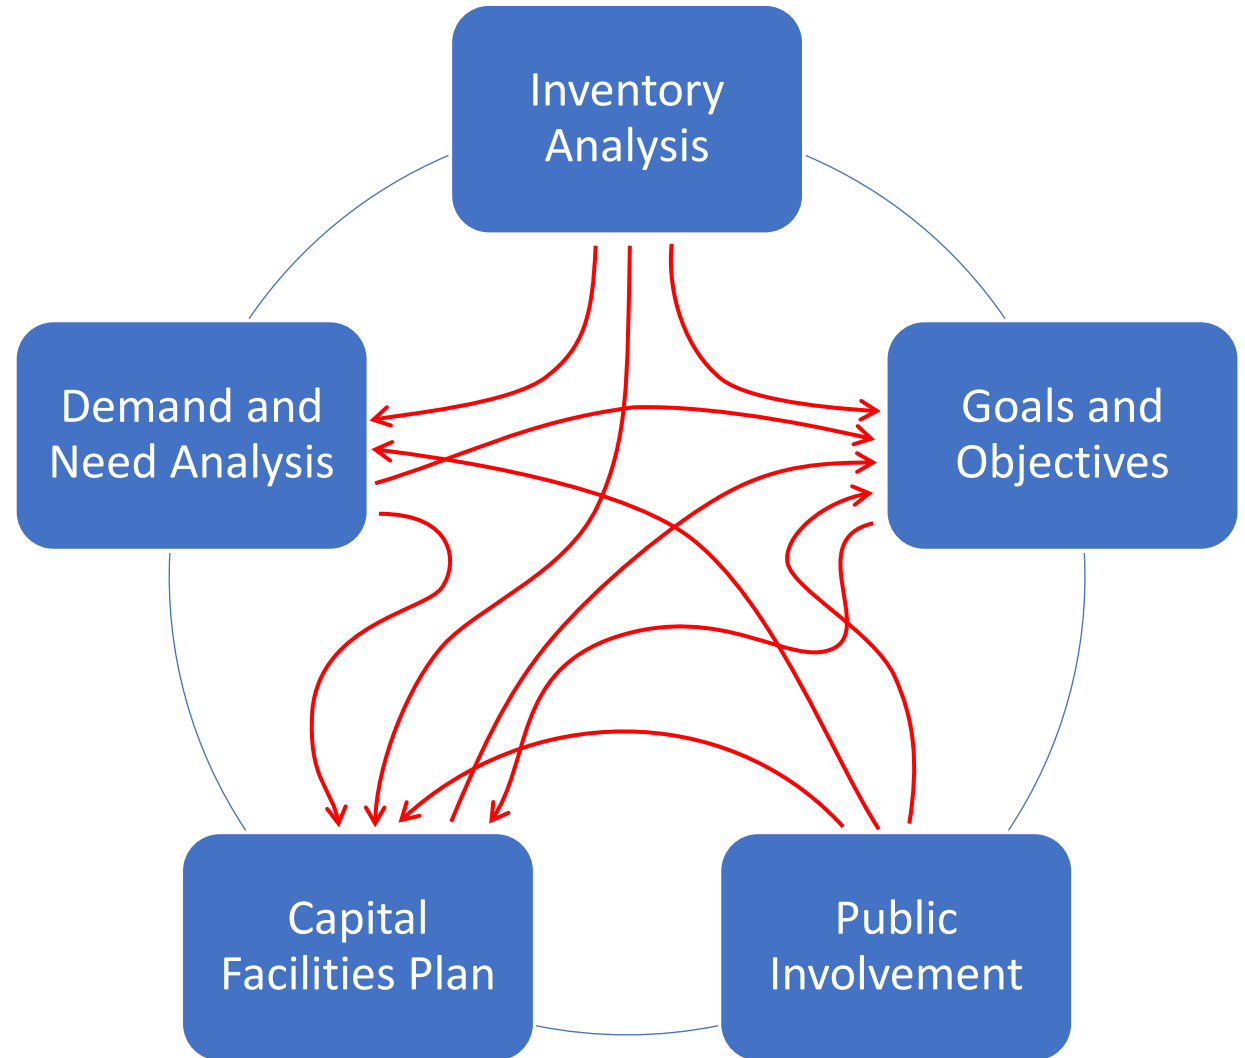 Inventory
Analysis
Demand and
Need Analysis
Goals and
Objectives
Capital
Facilities Plan
Public
Involvement